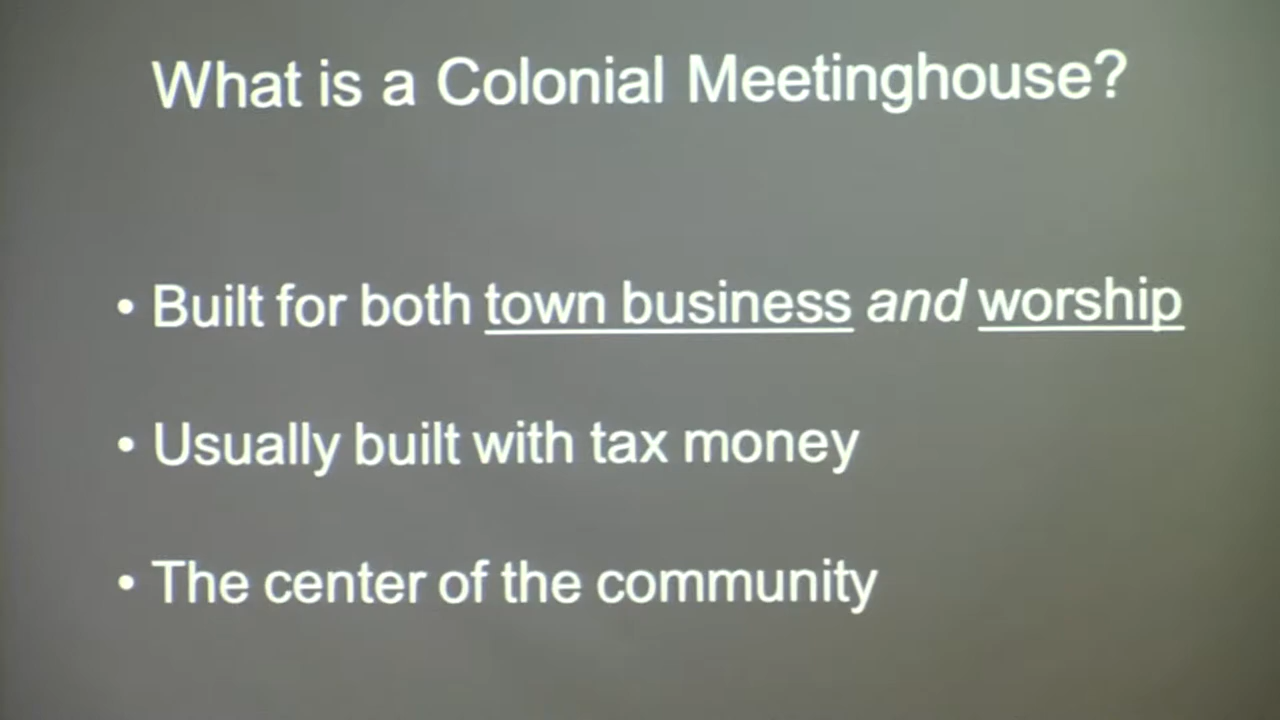 What is a Colonial Meetinghouse?
• Built for both town business and worship
• Usually built with tax money
• The center of the community